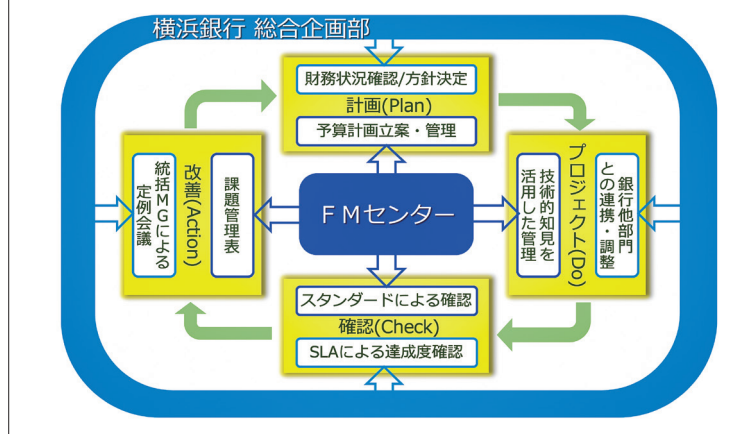 横浜銀行 総合企画部
財務状況確認/方針決定
計画(Plan)
予算計画立案・管理
統括MGによる
定例会議
改善(Action)
課題管理表
FMセンター
技術的知見を
活用した管理
プロジェクト(Do)
銀行他部門
との連携・調整
スタンダードによる確認
確認(Check)
SLAによる達成度確認